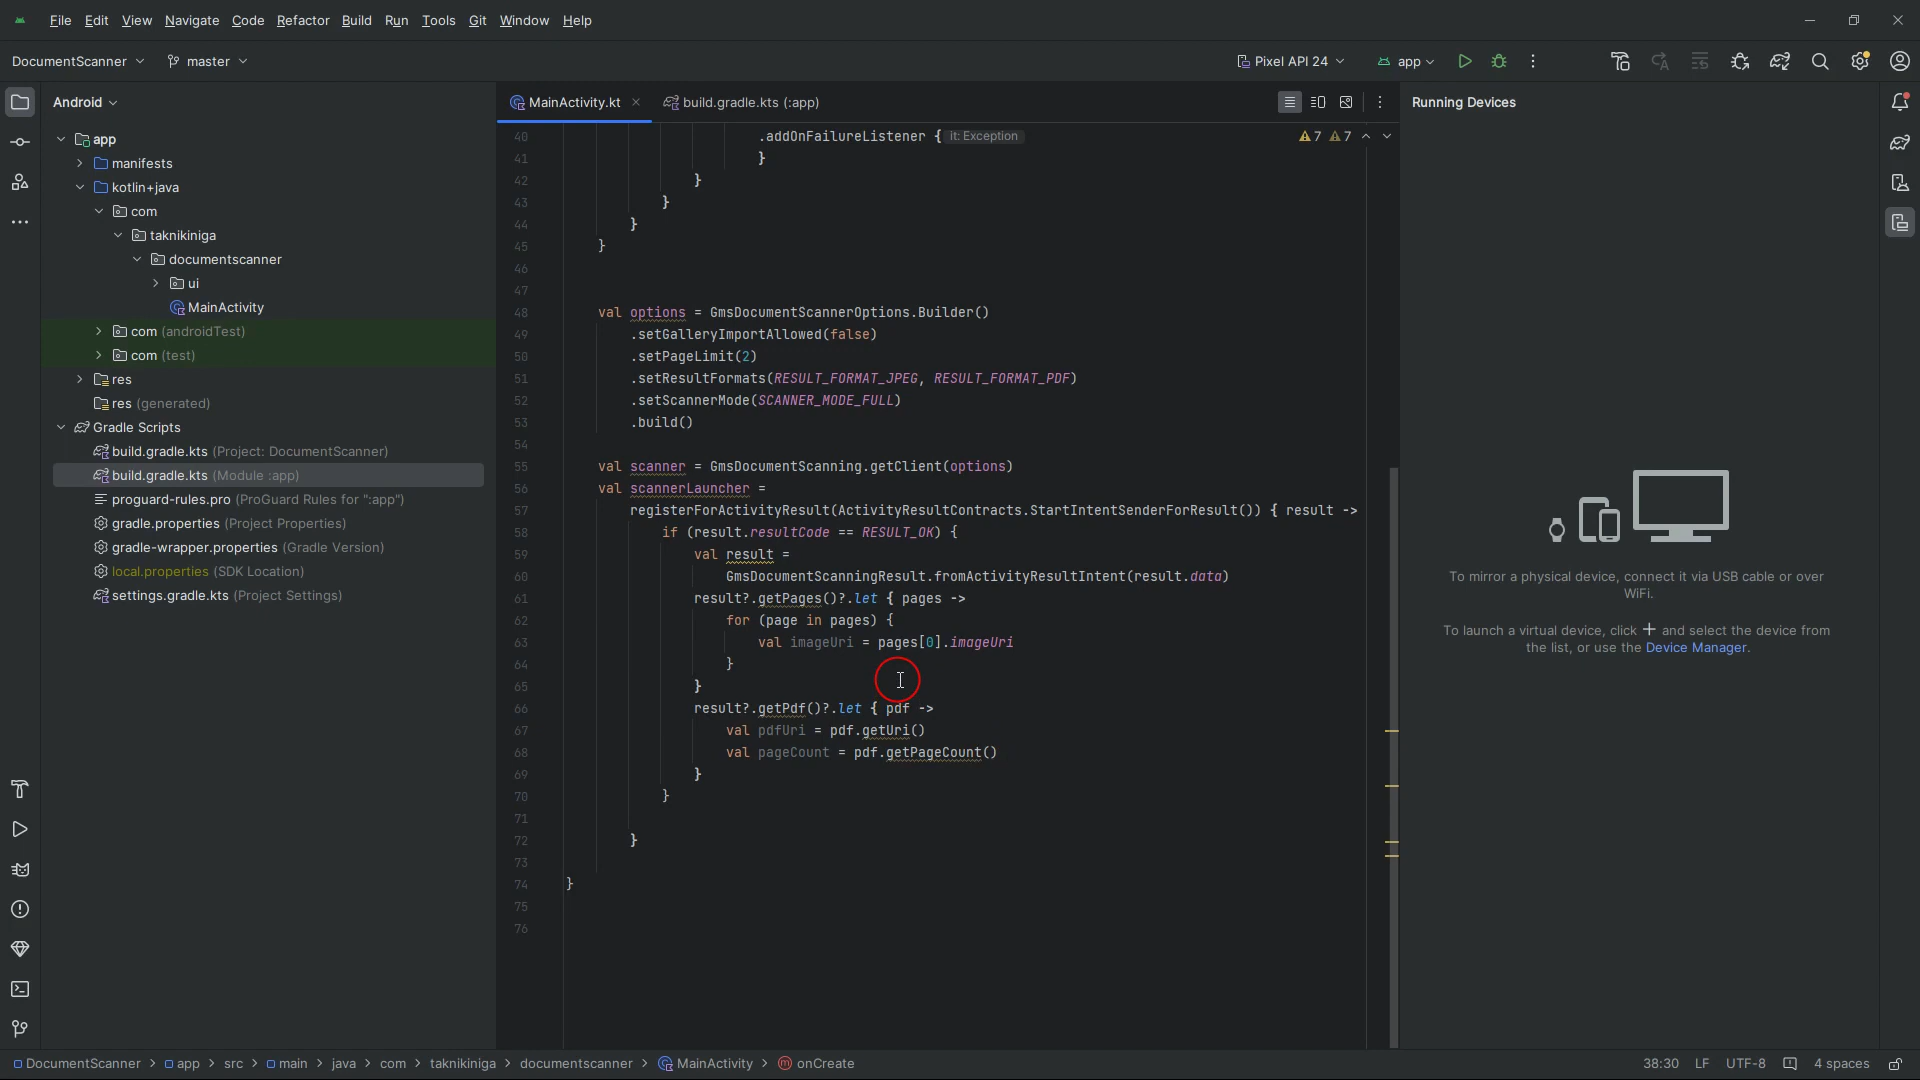 File Edit View Navigate Code Refactor Build Run Tools Git Window Help
DocumentScanner master Pixel API 24 app
Android
MainActivity.kt build.gradle.kts (:app)
Running Devices
app
manifests
kotlin+java
com
taknikiniga
documentscanner
ui
MainActivity
com (androidTest)
com (test)
res
res (generated)
Gradle Scripts
build.gradle.kts (Project: DocumentScanner)
build.gradle.kts (Module :app)
proguard-rules.pro (ProGuard Rules for ":app")
gradle.properties (Project Properties)
gradle-wrapper.properties (Gradle Version)
local.properties (SDK Location)
settings.gradle.kts (Project Settings)
7 7
40 .addOnFailureListener { it: Exception
41 }
42 }
43 }
44 }
45 }
46
47
48 val options = GmsDocumentScannerOptions.Builder()
49 .setGalleryImportAllowed(false)
50 .setPageLimit(2)
51 .setResultFormats(RESULT_FORMAT_JPEG, RESULT_FORMAT_PDF)
52 .setScannerMode(SCANNER_MODE_FULL)
53 .build()
54
55 val scanner = GmsDocumentScanning.getClient(options)
56 val scannerLauncher =
57 registerForActivityResult(ActivityResultContracts.StartIntentSenderForResult()) { result ->
58 if (result.resultCode == RESULT_OK) {
59 val result =
60 GmsDocumentScanningResult.fromActivityResultIntent(result.data)
61 result?.getPages()?.let { pages ->
62 for (page in pages) {
63 val imageUri = pages[0].imageUri
64 }
65 }
66 result?.getPdf()?.let { pdf ->
67 val pdfUri = pdf.getUri()
68 val pageCount = pdf.getPageCount()
69 }
70 }
71
72 }
73
74 }
75
76
To mirror a physical device, connect it via USB cable or over
WiFi.
To launch a virtual device, click + and select the device from
the list, or use the Device Manager.
DocumentScanner > app > src > main > java > com > taknikiniga > documentscanner > MainActivity > onCreate
38:30 LF UTF-8 4 spaces